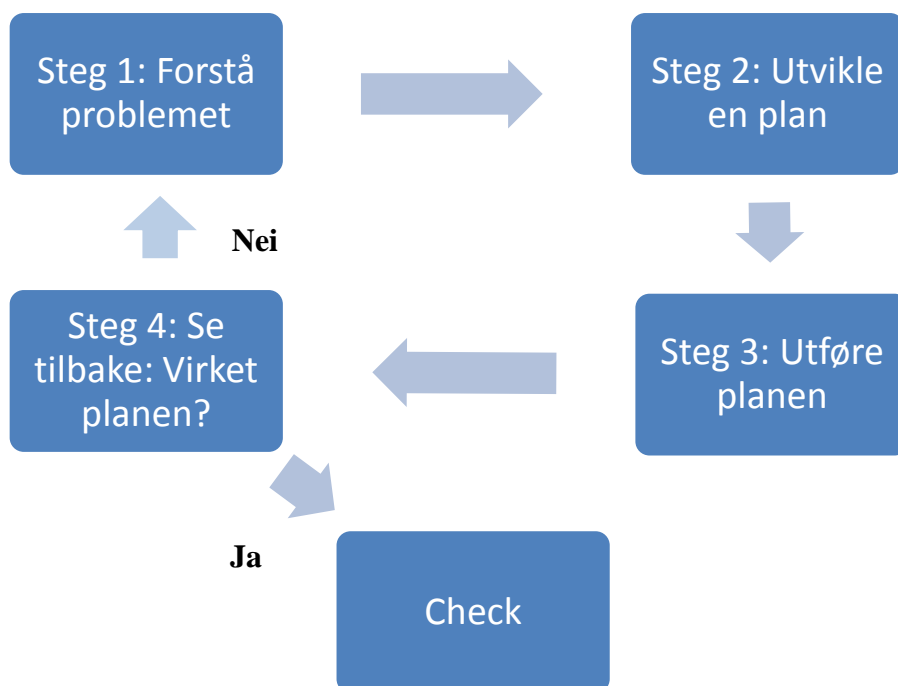 Steg 1: Forstå
problemet
Steg 2: Utvikle
en plan
Nei
Steg 4: Se
tilbake: Virket
planen?
Steg 3: Utføre
planen
Ja
Check